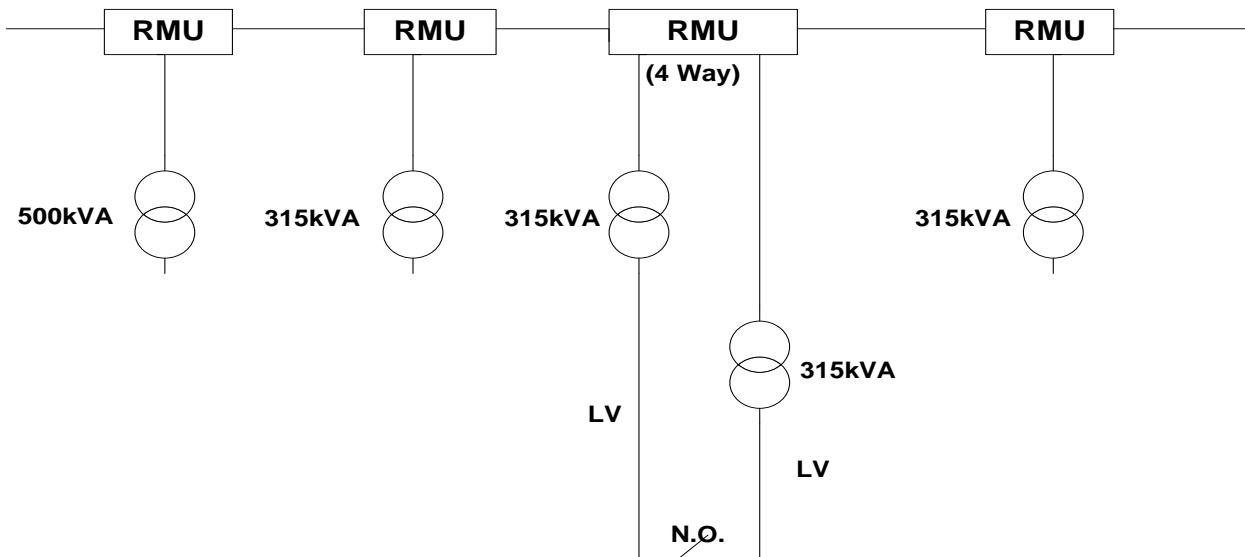 RMU
RMU
RMU
RMU
(4 Way)
500kVA
315kVA
315kVA
315kVA
315kVA
LV
LV
N.O.